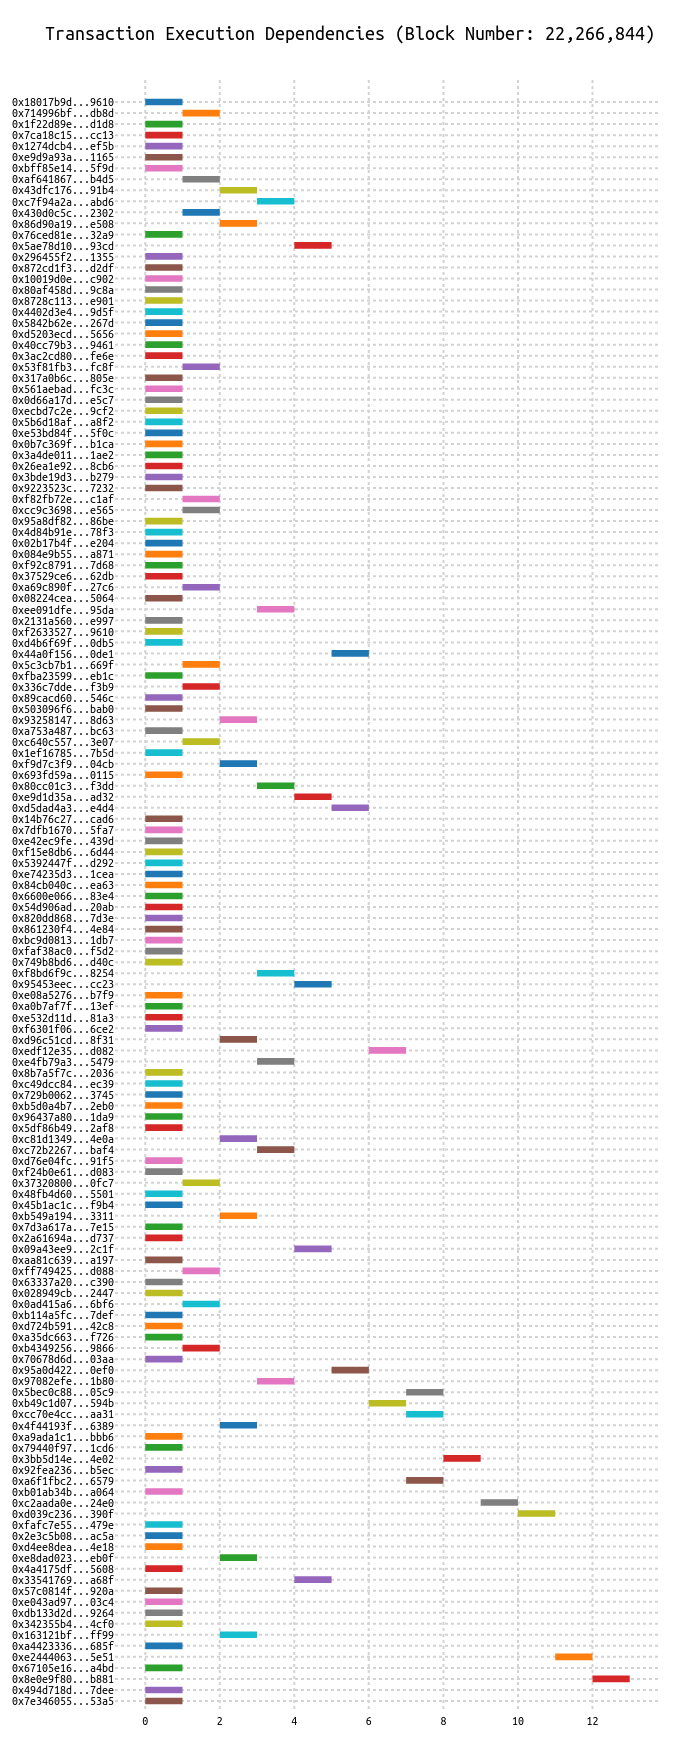 Transaction Execution Dependencies (Block Number: 22,266,844)
0x18017b9d...9610
0x714996bf...db8d
0x1f22d89e...d1d8
0x7ca18c15...cc13
0x1274dcb4...ef5b
0xe9d9a93a...1165
0xbff85e14...5f9d
0xaf641867...b4d5
0x43dfc176...91b4
0xc7f94a2a...abd6
0x430d0c5c...2302
0x86d90a19...e508
0x76ced81e...32a9
0x5ae78d10...93cd
0x296455f2...1355
0x872cd1f3...d2df
0x10019d0e...c902
0x80af458d...9c8a
0x8728c113...e901
0x4402d3e4...9d5f
0x5842b62e...267d
0xd5203ecd...5656
0x40cc79b3...9461
0x3ac2cd80...fe6e
0x53f81fb3...fc8f
0x317a0b6c...805e
0x561aebad...fc3c
0x0d66a17d...e5c7
0xecbd7c2e...9cf2
0x5b6d18af...a8f2
0xe53bd84f...5f0c
0x0b7c369f...b1ca
0x3a4de011...1ae2
0x26ea1e92...8cb6
0x3bde19d3...b279
0x9223523c...7232
0xf82fb72e...c1af
0xcc9c3698...e565
0x95a8df82...86be
0x4d84b91e...78f3
0x02b17b4f...e204
0x084e9b55...a871
0xf92c8791...7d68
0x37529ce6...62db
0xa69c890f...27c6
0x08224cea...5064
0xee091dfe...95da
0x2131a560...e997
0xf2633527...9610
0xd4b6f69f...0db5
0x44a0f156...0de1
0x5c3cb7b1...669f
0xfba23599...eb1c
0x336c7dde...f3b9
0x89cacd60...546c
0x503096f6...bab0
0x93258147...8d63
0xa753a487...bc63
0xc640c557...3e07
0x1ef16785...7b5d
0xf9d7c3f9...04cb
0x693fd59a...0115
0x80cc01c3...f3dd
0xe9d1d35a...ad32
0xd5dad4a3...e4d4
0x14b76c27...cad6
0x7dfb1670...5fa7
0xe42ec9fe...439d
0xf15e8db6...6d44
0x5392447f...d292
0xe74235d3...1cea
0x84cb040c...ea63
0x6600e066...83e4
0x54d906ad...20ab
0x820dd868...7d3e
0x861230f4...4e84
0xbc9d0813...1db7
0xfaf38ac0...f5d2
0x749b8bd6...d40c
0xf8bd6f9c...8254
0x95453eec...cc23
0xe08a5276...b7f9
0xa0b7af7f...13ef
0xe532d11d...81a3
0xf6301f06...6ce2
0xd96c51cd...8f31
0xedf12e35...d082
0xe4fb79a3...5479
0x8b7a5f7c...2036
0xc49dcc84...ec39
0x729b0062...3745
0xb5d0a4b7...2eb0
0x96437a80...1da9
0x5df86b49...2af8
0xc81d1349...4e0a
0xc72b2267...baf4
0xd76e04fc...91f5
0xf24b0e61...d083
0x37320800...0fc7
0x48fb4d60...5501
0x45b1ac1c...f9b4
0xb549a194...3311
0x7d3a617a...7e15
0x2a61694a...d737
0x09a43ee9...2c1f
0xaa81c639...a197
0xff749425...d088
0x63337a20...c390
0x028949cb...2447
0x0ad415a6...6bf6
0xb114a5fc...7def
0xd724b591...42c8
0xa35dc663...f726
0xb4349256...9866
0x70678d6d...03aa
0x95a0d422...0ef0
0x97082efe...1b80
0x5bec0c88...05c9
0xb49c1d07...594b
0xcc70e4cc...aa31
0x4f44193f...6389
0xa9ada1c1...bbb6
0x79440f97...1cd6
0x3bb5d14e...4e02
0x92fea236...b5ec
0xa6f1fbc2...6579
0xb01ab34b...a064
0xc2aada0e...24e0
0xd039c236...390f
0xfafc7e55...479e
0x2e3c5b08...ac5a
0xd4ee8dea...4e18
0xe8dad023...eb0f
0x4a4175df...5608
0x33541769...a68f
0x57c0814f...920a
0xe043ad97...03c4
0xdb133d2d...9264
0x342355b4...4cf0
0x163121bf...ff99
0xa4423336...685f
0xe2444063...5e51
0x67105e16...a4bd
0x8e0e9f80...b881
0x494d718d...7dee
0x7e346055...53a5
0 2 4 6 8 10 12